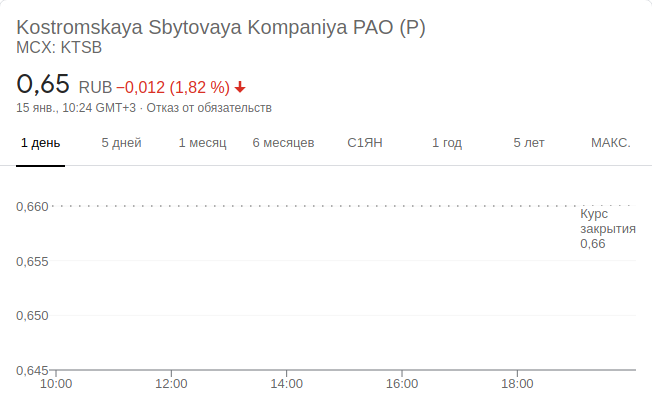 Kostromskaya Sbytovaya Kompaniya PAO (P)
MCX: KTSB
0,65 RUB −0,012 (1,82 %)
15 янв., 10:24 GMT+3 · Отказ от обязательств
1 день 5 дней 1 месяц 6 месяцев С1ЯН 1 год 5 лет МАКС.
0,660
Курс
закрытия
0,66
0,655
0,650
0,645
10:00 12:00 14:00 16:00 18:00